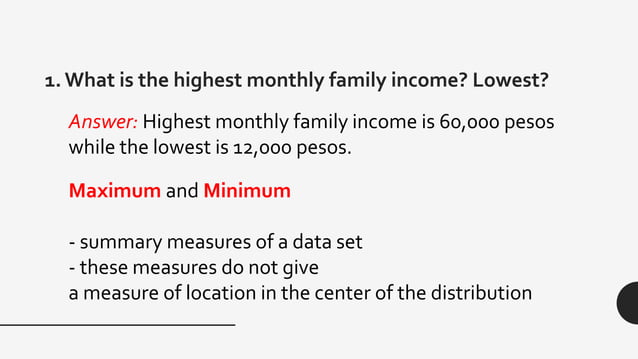 1. What is the highest monthly family income? Lowest?
Answer: Highest monthly family income is 60,000 pesos
while the lowest is 12,000 pesos.
Maximum and Minimum
- summary measures of a data set
- these measures do not give
a measure of location in the center of the distribution